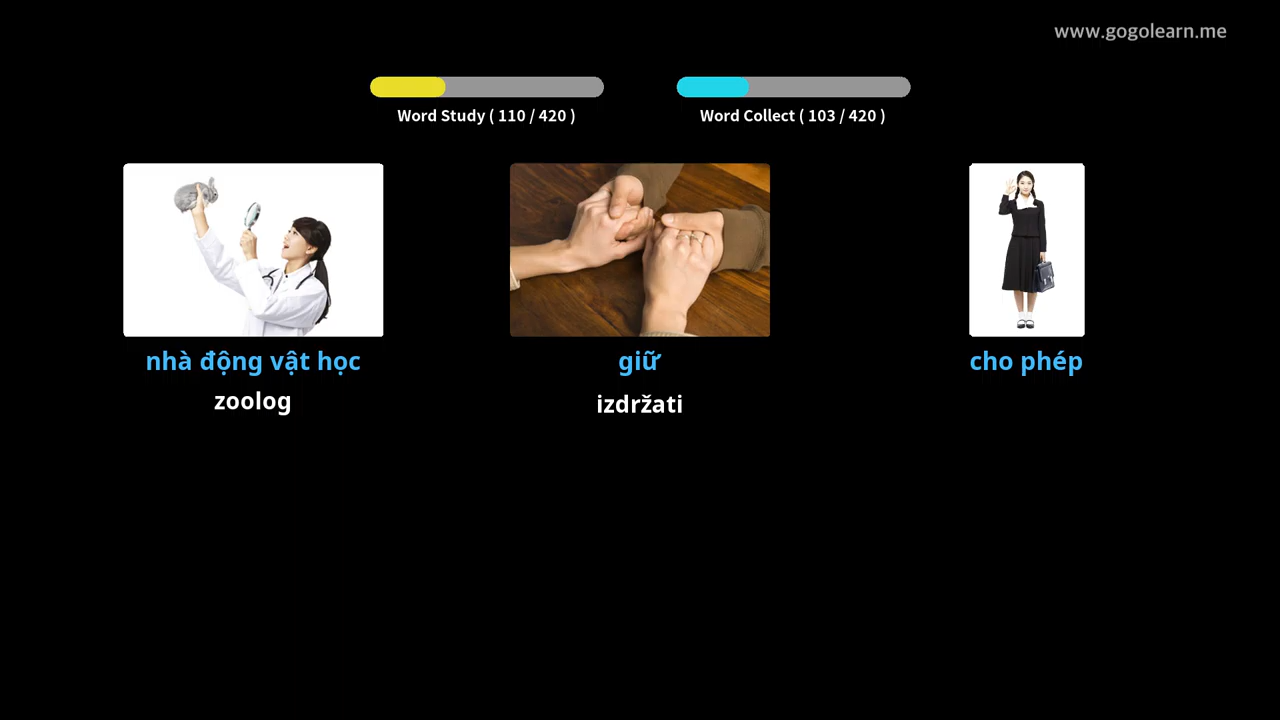 www.gogolearn.me
Word Study ( 110 / 420 )
Word Collect ( 103 / 420 )
nhà động vật học
giữ
cho phép
zoolog
izdržati